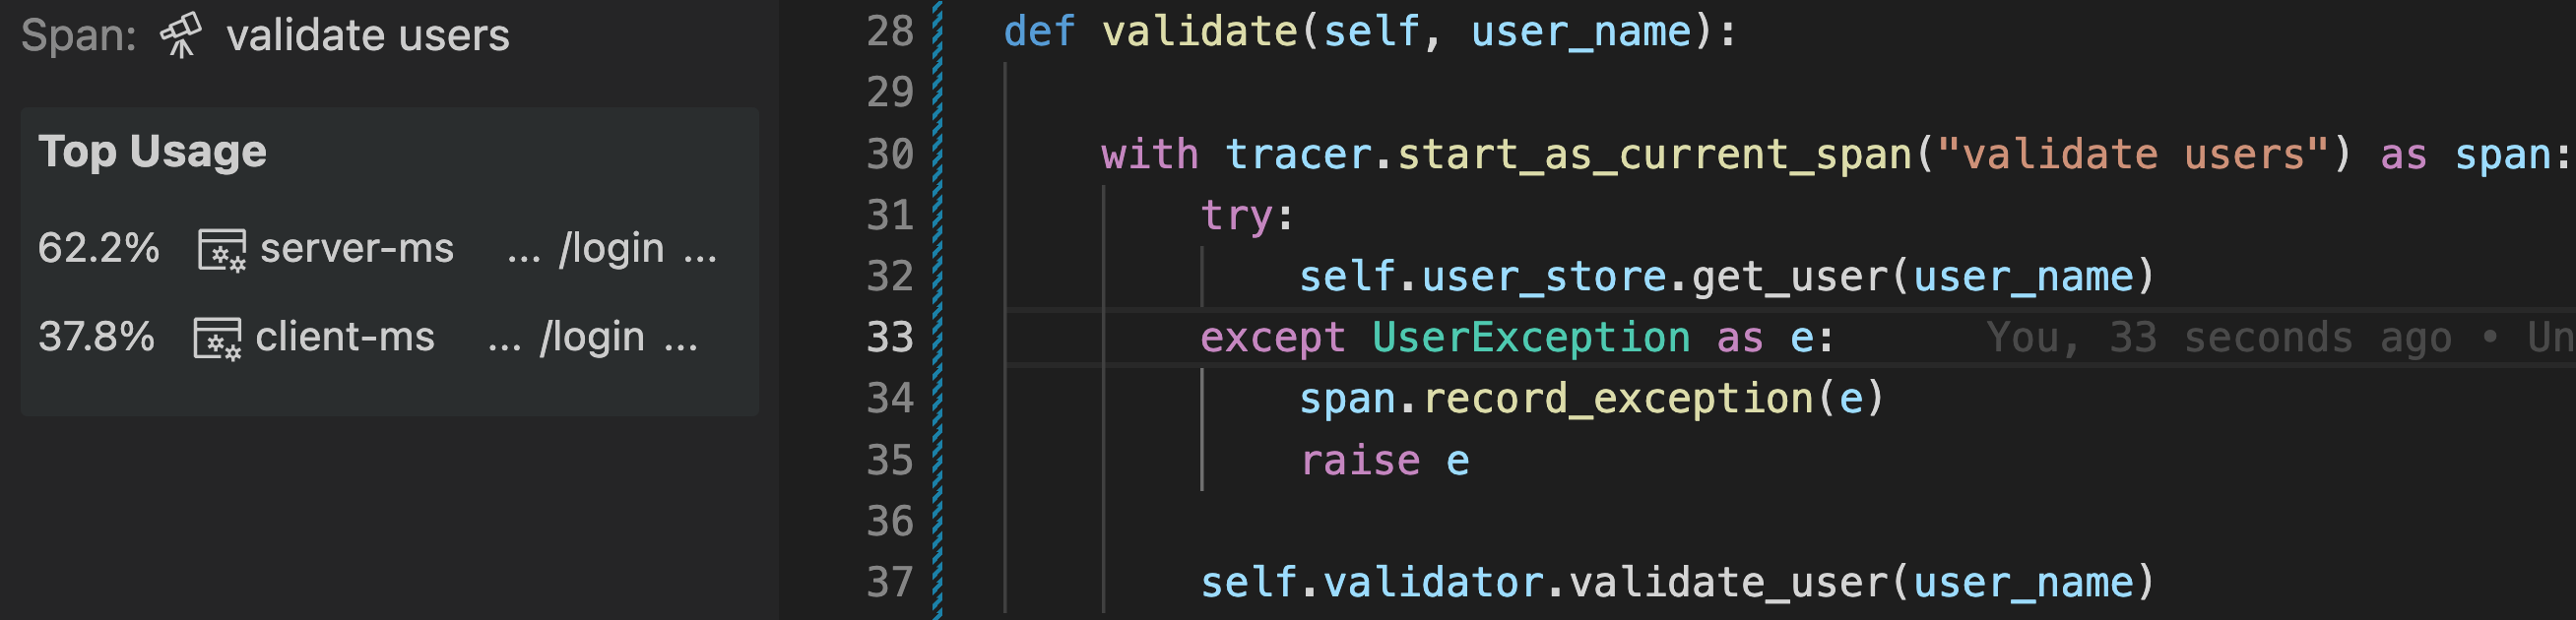 Span: validate users
Top Usage
62.2% server-ms ... /login ...
37.8% client-ms ... /login ...
28 def validate(self, user_name):
29
30 with tracer.start_as_current_span("validate users") as span:
31 try:
32 self.user_store.get_user(user_name)
33 except UserException as e: You, 33 seconds ago • Un
34 span.record_exception(e)
35 raise e
36
37 self.validator.validate_user(user_name)